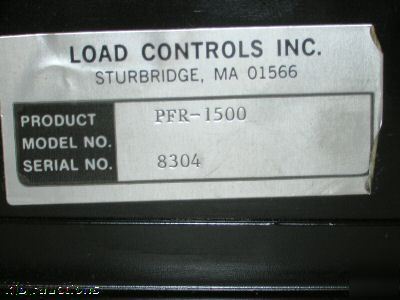 LOAD CONTROLS INC.
STURBRIDGE, MA 01566
PRODUCT PFR-1500
MODEL NO.
SERIAL NO. 8304